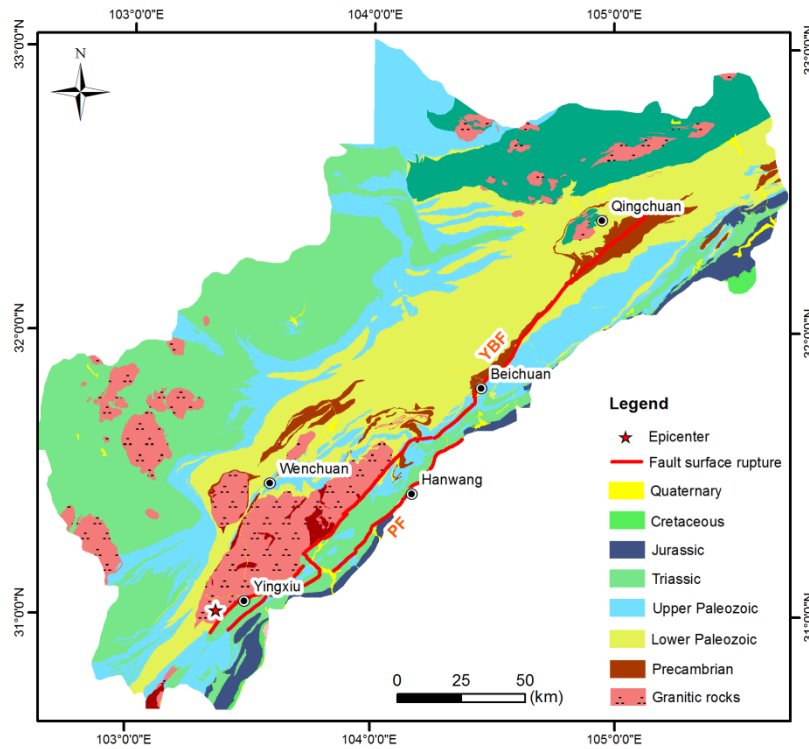 103°0'0"E 104°0'0"E 105°0'0"E
33°0'0"N
33°0'0"N
N
Qingchuan
32°0'0"N
32°0'0"N
YBF
Beichuan
Legend
Epicenter
Wenchuan
Fault surface rupture
Hanwang
Quaternary
PF
Cretaceous
Jurassic
Triassic
Yingxiu
31°0'0"N
Upper Paleozoic
31°0'0"N
Lower Paleozoic
Precambrian
0 25 50
(km)
Granitic rocks
103°0'0"E 104°0'0"E 105°0'0"E